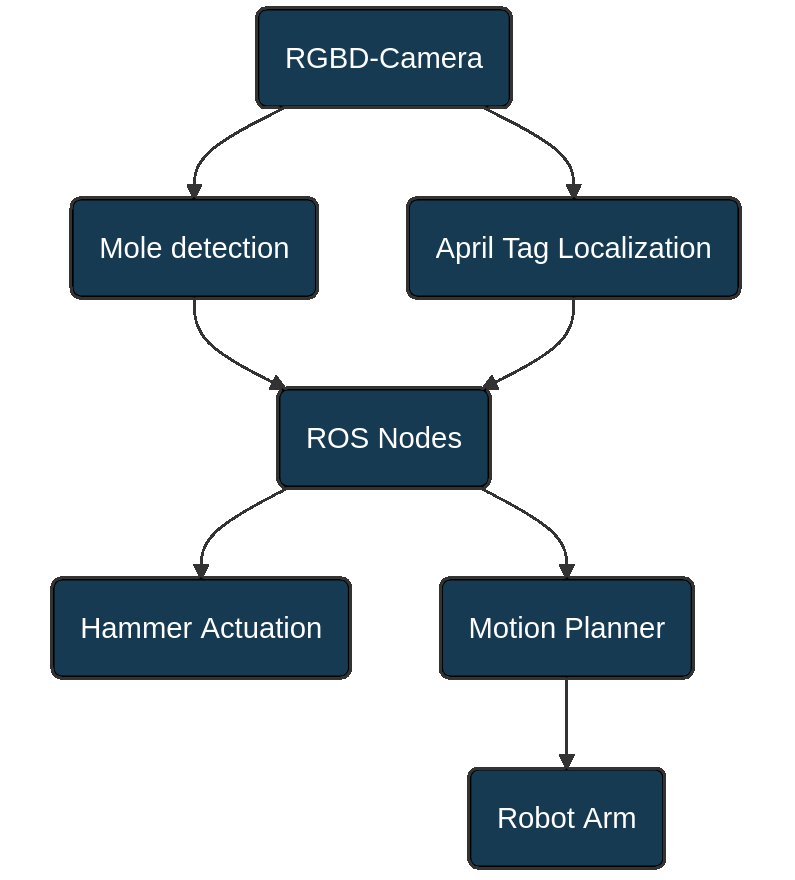 RGBD-Camera
Mole detection
April Tag Localization
ROS Nodes
Hammer Actuation
Motion Planner
Robot Arm